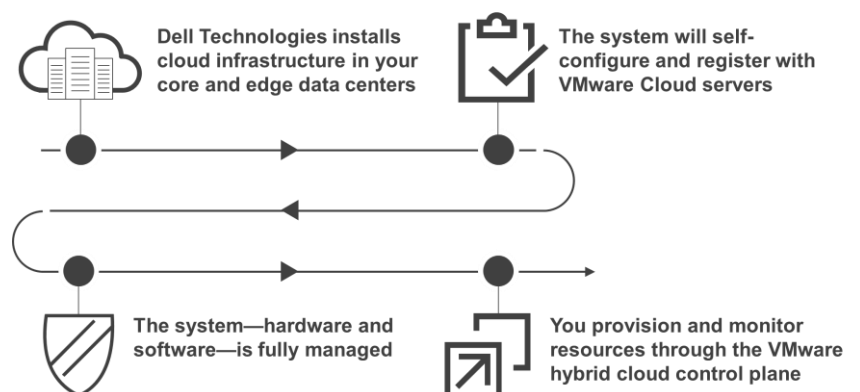 Dell Technologies installs
cloud infrastructure in your
core and edge data centers
The system will self-
configure and register with
VMware Cloud servers
The system—hardware and
software—is fully managed
You provision and monitor
resources through the VMware
hybrid cloud control plane